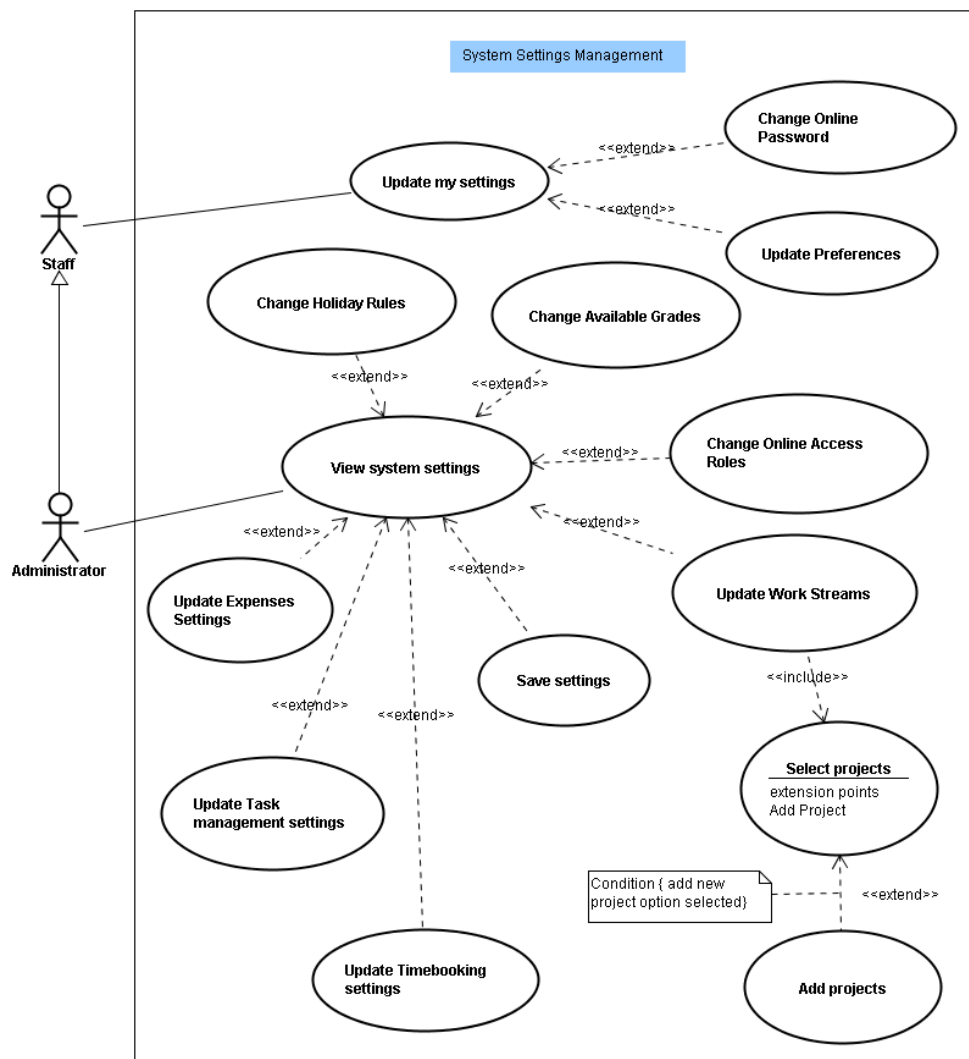 System Settings Management
Change Online
Password
<<extend>>
Update my settings
<<extend>>
Update Preferences
Staff
Change Holiday Rules
Change Available Grades
<<extend>>
<<extend>>
Change Online Access
Roles
<<extend>>
View system settings
<<extend>>
<<extend>>
Administrator
<<extend>>
Update Work Streams
Update Expenses
Settings
Save settings
<<include>>
<<extend>>
<<extend>>
Select projects
extension points
Add Project
Update Task
management settings
Condition { add new
project option selected}
<<extend>>
Update Timebooking
settings
Add projects